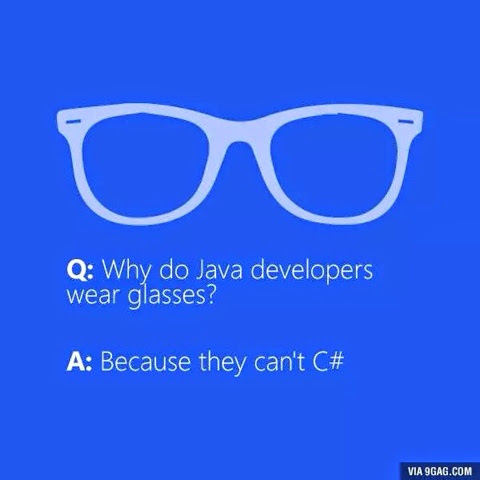 Q: Why do Java developers
wear glasses?
A: Because they can't C#
VIA 9GAG.COM